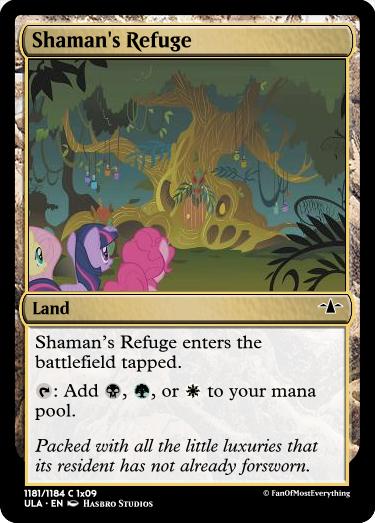 Shaman's Refuge
Land
Shaman's Refuge enters the
battlefield tapped.
: Add , , or to your mana
pool.
Packed with all the little luxuries that
its resident has not already forsworn.
1181/1184 C 1x09
ULA • EN Hasbro Studios
© FanOfMostEverything